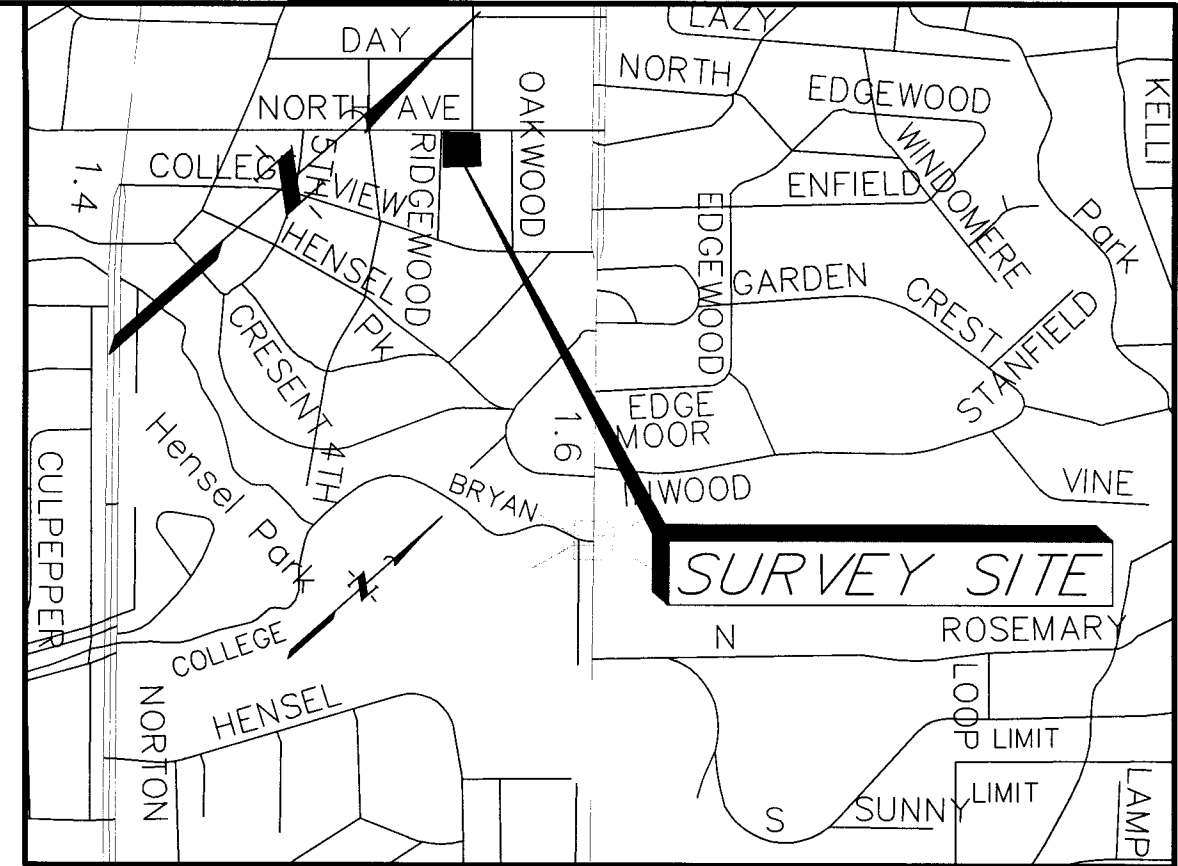 LAZY
DAY
NORTH
OAKWOOD
EDGEWOOD
KELLI
NORTH AVE
WINDOMERE
1.4
COLLEGE VIEW
5TH
RIDGEWOOD
ENFIELD
EDGEWOOD
Park
HENSEL
PK
GARDEN
CREST
STANFIELD
CRESENT
4TH
EDGE
MOOR
1.6
INWOOD
VINE
BRYAN
Hensel Park
CULPEPPER
N
SURVEY SITE
COLLEGE
N
ROSEMARY
NORTON
HENSEL
LOOP
LIMIT
LIMIT
S
SUNNY
LAMP